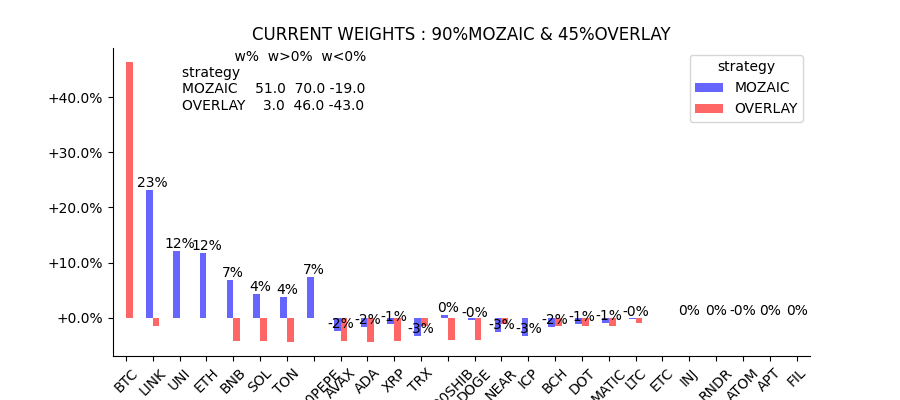 CURRENT WEIGHTS : 90%MOZAIC & 45%OVERLAY
w% w>0% w<0%
strategy
MOZAIC 51.0 70.0 -19.0
OVERLAY 3.0 46.0 -43.0
strategy
MOZAIC
OVERLAY
+40.0%
+30.0%
+20.0%
+10.0%
+0.0%
23%
12%
12%
7%
4%
4%
7%
-2%
-2%
-1%
-3%
0%
-0%
-3%
-3%
-2%
-1%
-1%
-0%
0%
0%
-0%
0%
0%
BTC
LINK
UNI
ETH
BNB
SOL
TON
0PEPE
AVAX
ADA
XRP
TRX
00SHIB
DOGE
NEAR
ICP
BCH
DOT
MATIC
LTC
ETC
INJ
RNDR
ATOM
APT
FIL